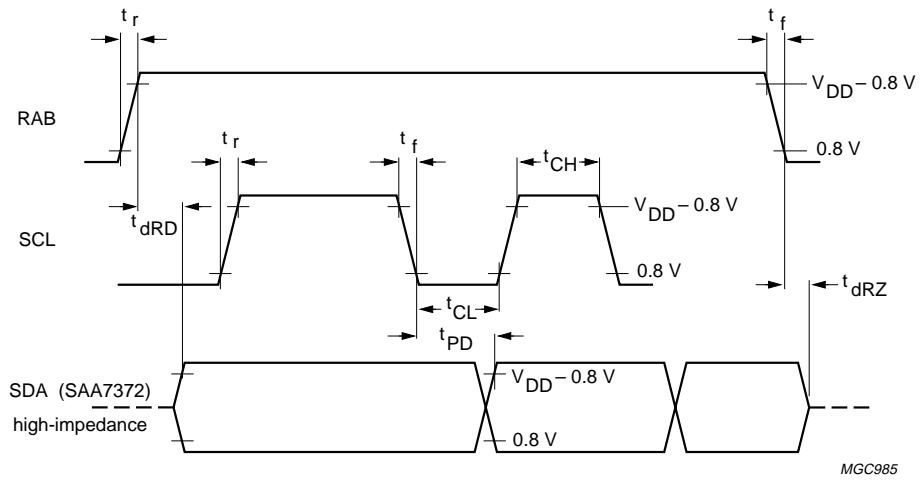 t r
t f
V DD – 0.8 V
RAB
0.8 V
t r
t f
t CH
V DD – 0.8 V
t dRD
SCL
0.8 V
t dRZ
t CL
t PD
SDA (SAA7372)
V DD – 0.8 V
high-impedance
0.8 V
MGC985